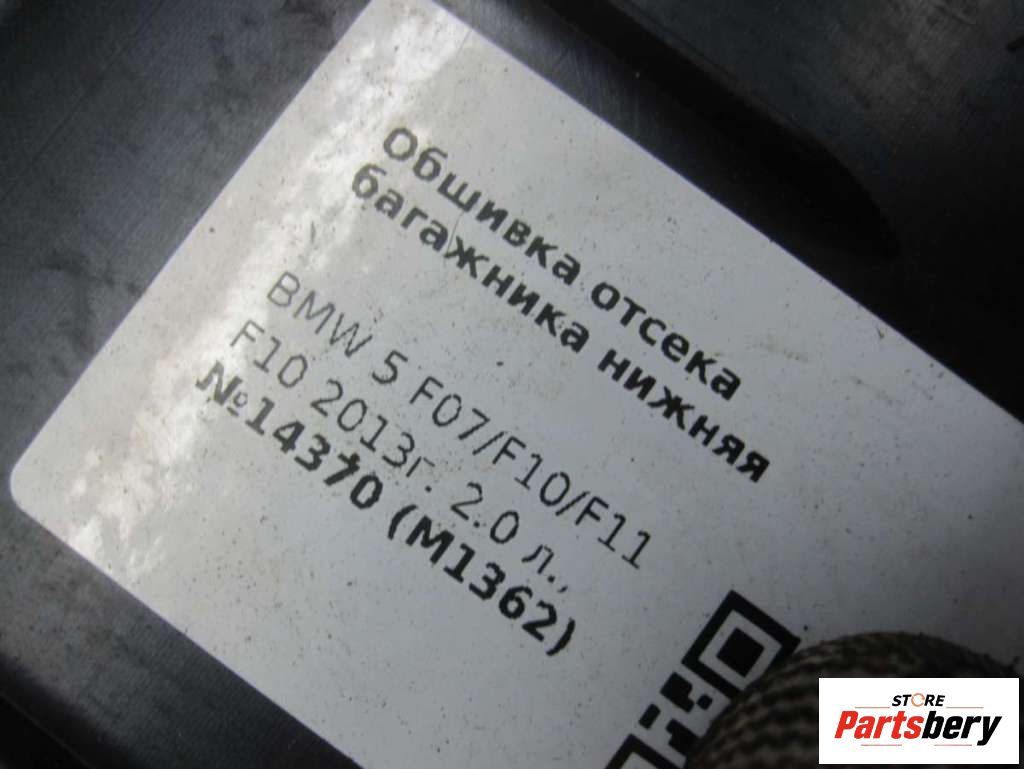 Обшивка отсека
багажника нижняя
BMW 5 F07/F10/F11
F10 2013г. 2.0 л.,
№14370 (M1362)
STORE
Partsbery